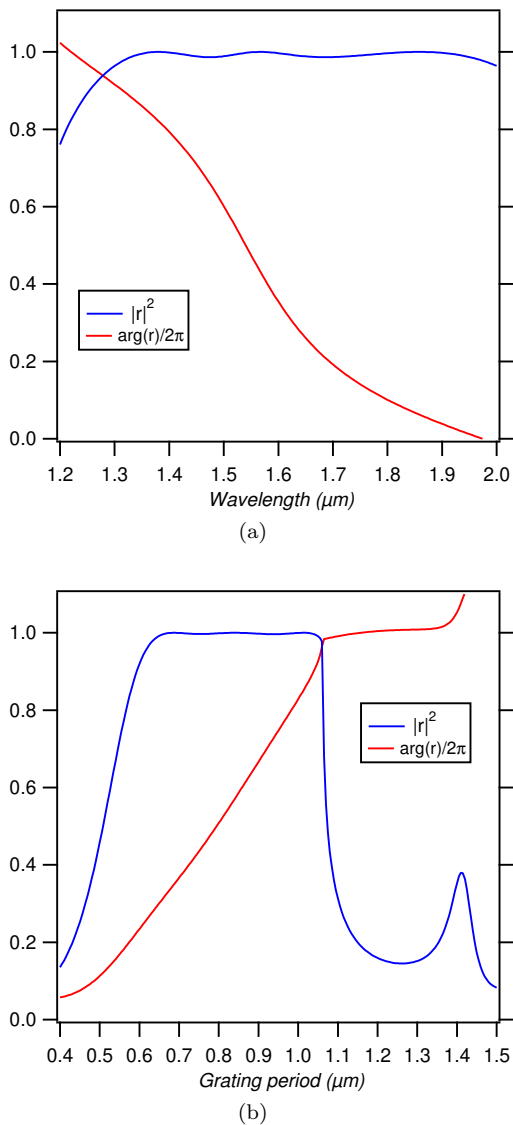 1.0
0.8
0.6
0.4
0.2
0.0
|r|²
arg(r)/2π
1.2 1.3 1.4 1.5 1.6 1.7 1.8 1.9 2.0
Wavelength (µm)
(a)
1.0
0.8
0.6
0.4
0.2
0.0
|r|²
arg(r)/2π
0.4 0.5 0.6 0.7 0.8 0.9 1.0 1.1 1.2 1.3 1.4 1.5
Grating period (µm)
(b)